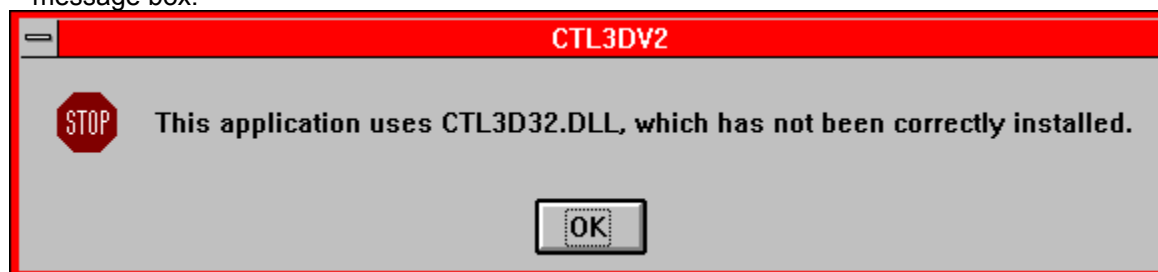 message box.
CTL3DV2
STOP
This application uses CTL3D32.DLL, which has not been correctly installed.
OK